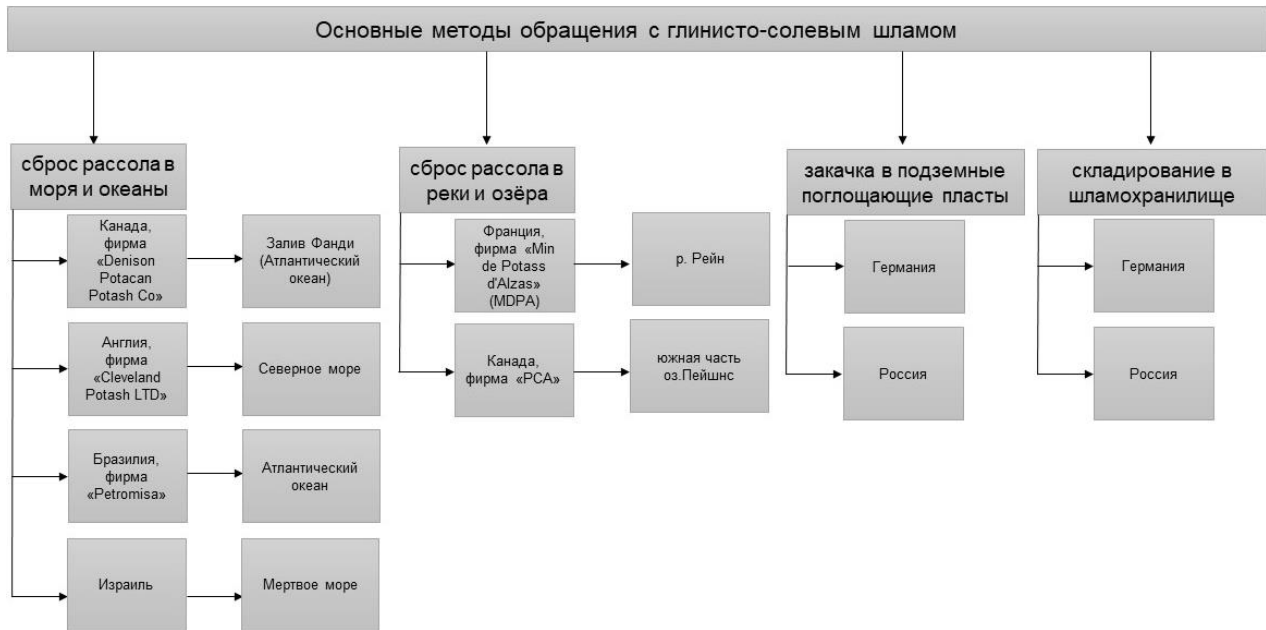 Основные методы обращения с глинисто-солевым шламом
сброс рассола в
моря и океаны
Канада,
фирма
«Denison
Potacan
Potash Co»
Залив Фанди
(Атлантический
океан)
Англия,
фирма
«Cleveland
Potash LTD»
Северное море
Бразилия,
фирма
«Petromisa»
Атлантический
океан
Израиль
Мертвое море
сброс рассола в
реки и озёра
Франция,
фирма «Min
de Potass
d'Alzas»
(MDPA)
р. Рейн
Канада,
фирма «PCA»
южная часть
оз.Пейшнс
закачка в подземные
поглощающие пласты
Германия
Россия
складирование в
шламохранилище
Германия
Россия